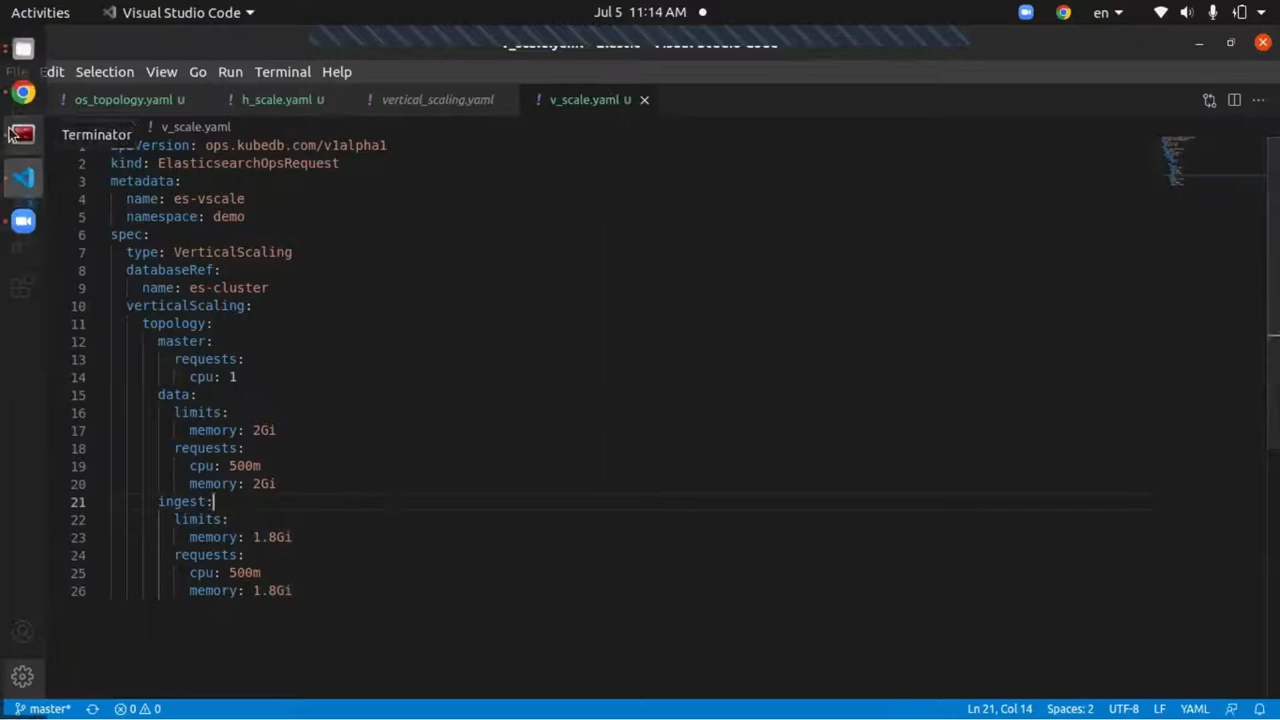 Activities Visual Studio Code Jul 5 11:14 AM en
File Edit Selection View Go Run Terminal Help
! os_topology.yaml U ! h_scale.yaml U ! vertical_scaling.yaml ! v_scale.yaml U
Terminator ! v_scale.yaml
1 apiVersion: ops.kubedb.com/v1alpha1
2 kind: ElasticsearchOpsRequest
3 metadata:
4 name: es-vscale
5 namespace: demo
6 spec:
7 type: VerticalScaling
8 databaseRef:
9 name: es-cluster
10 verticalScaling:
11 topology:
12 master:
13 requests:
14 cpu: 1
15 data:
16 limits:
17 memory: 2Gi
18 requests:
19 cpu: 500m
20 memory: 2Gi
21 ingest:
22 limits:
23 memory: 1.8Gi
24 requests:
25 cpu: 500m
26 memory: 1.8Gi
master* 0 0 Ln 21, Col 14 Spaces: 2 UTF-8 LF YAML